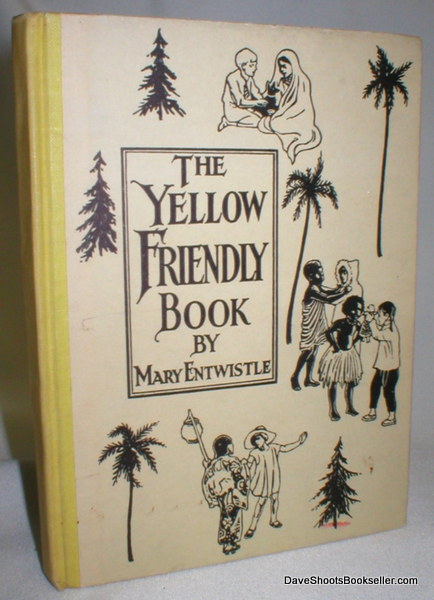 THE
YELLOW
FRIENDLY
BOOK
BY
MARY ENTWISTLE
DaveShootsBookseller.com